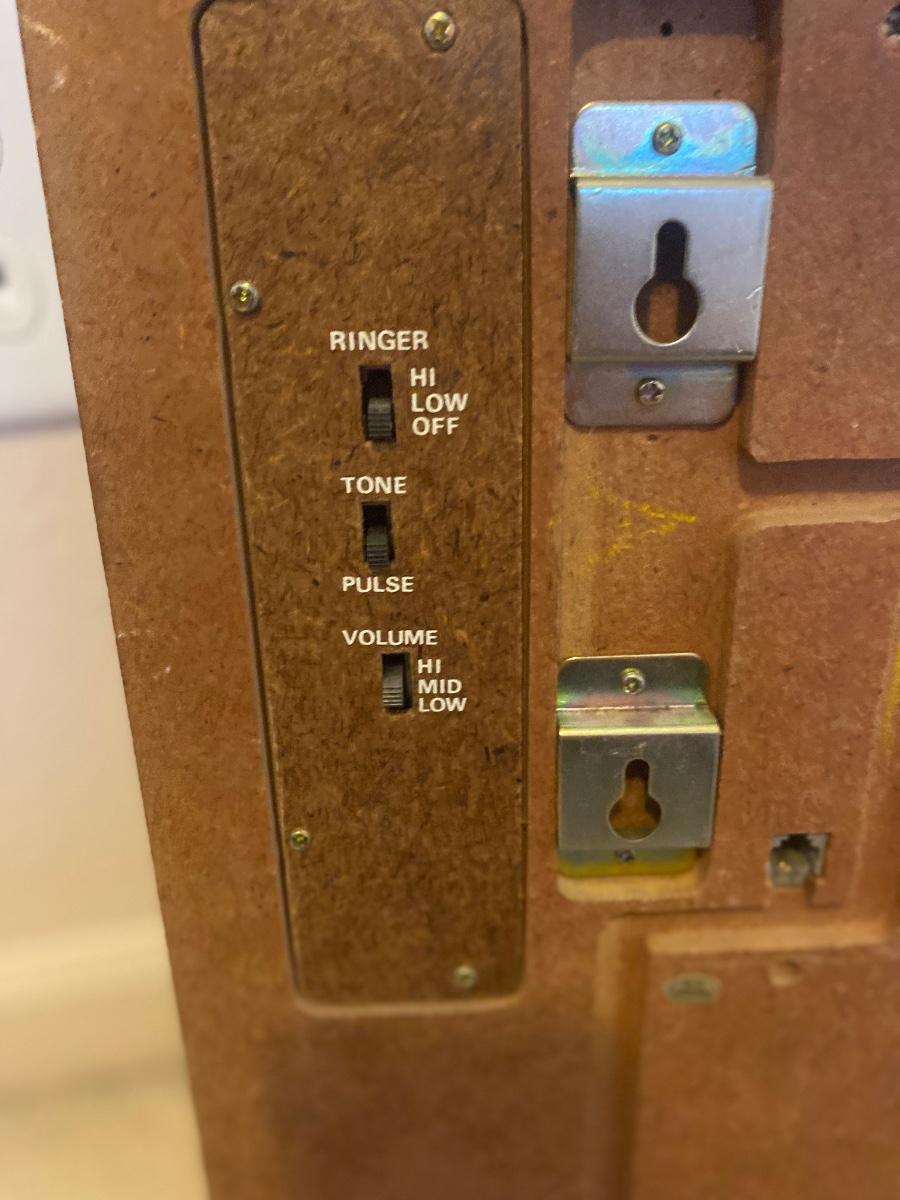 RINGER
HI
LOW
OFF
TONE
PULSE
VOLUME
HI
MID
LOW